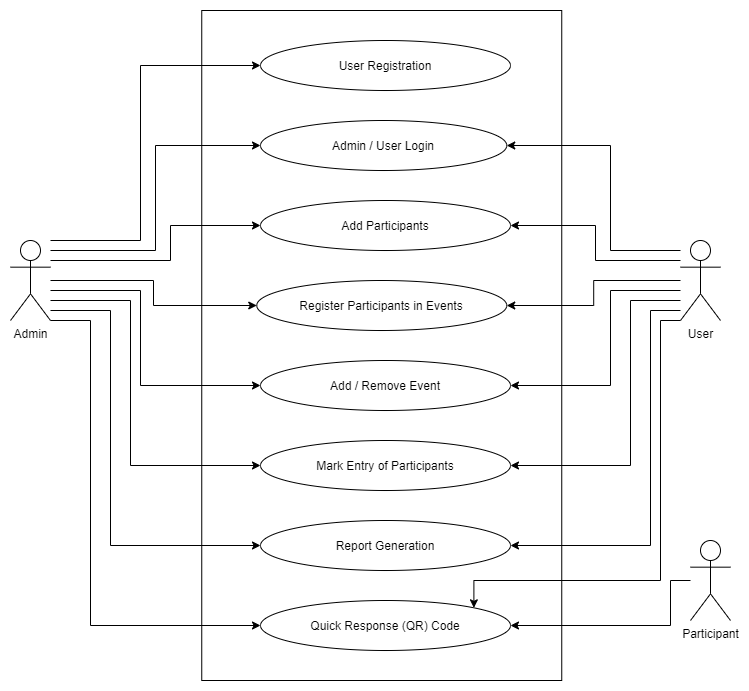 User Registration
Admin / User Login
Add Participants
Register Participants in Events
Admin
User
Add / Remove Event
Mark Entry of Participants
Report Generation
Quick Response (QR) Code
Participant